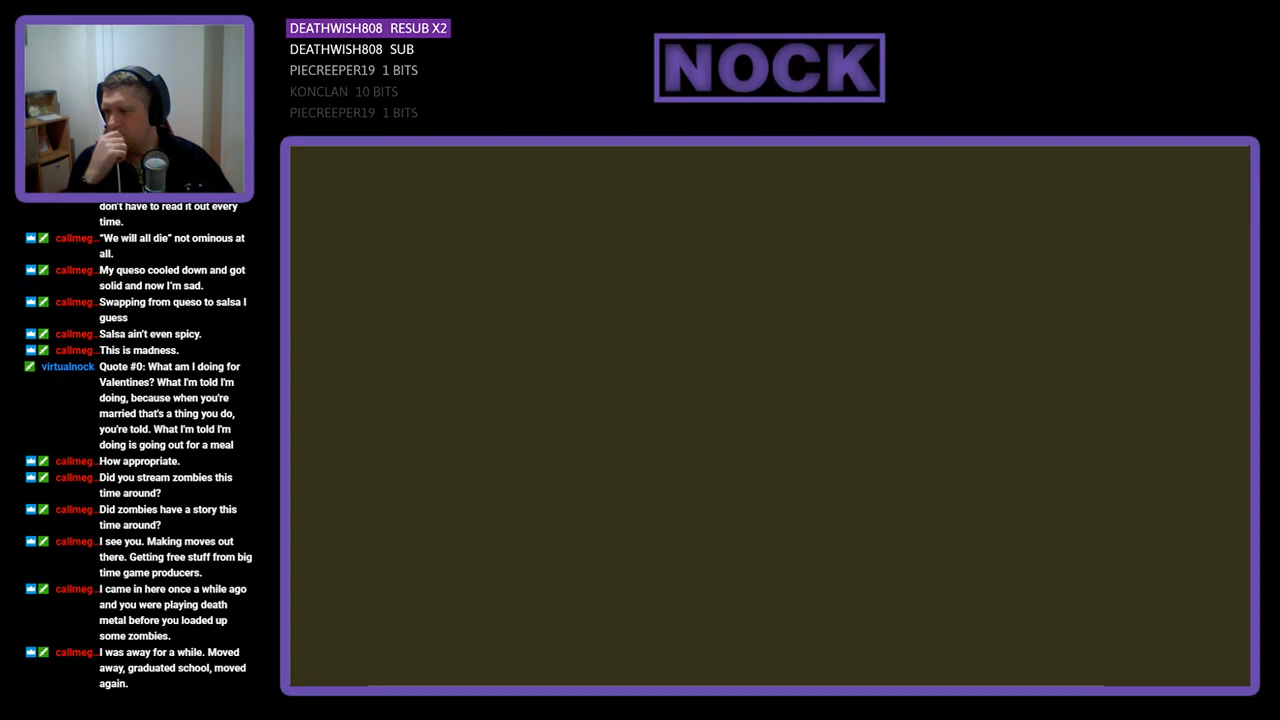 DEATHWISH808 RESUB X2
DEATHWISH808 SUB
PIECREEPER19 1 BITS
KONCLAN 10 BITS
PIECREEPER19 1 BITS
NOCK
don't have to read it out every
time.
callmeg... “We will all die” not ominous at
all.
callmeg... My queso cooled down and got
solid and now I’m sad.
callmeg... Swapping from queso to salsa I
guess
callmeg... Salsa ain’t even spicy.
callmeg... This is madness.
virtualnock Quote #0: What am I doing for
Valentines? What I'm told I'm
doing, because when you're
married that's a thing you do,
you're told. What I'm told I'm
doing is going out for a meal
callmeg... How appropriate.
callmeg... Did you stream zombies this
time around?
callmeg... Did zombies have a story this
time around?
callmeg... I see you. Making moves out
there. Getting free stuff from big
time game producers.
callmeg... I came in here once a while ago
and you were playing death
metal before you loaded up
some zombies.
callmeg... I was away for a while. Moved
away, graduated school, moved
again.